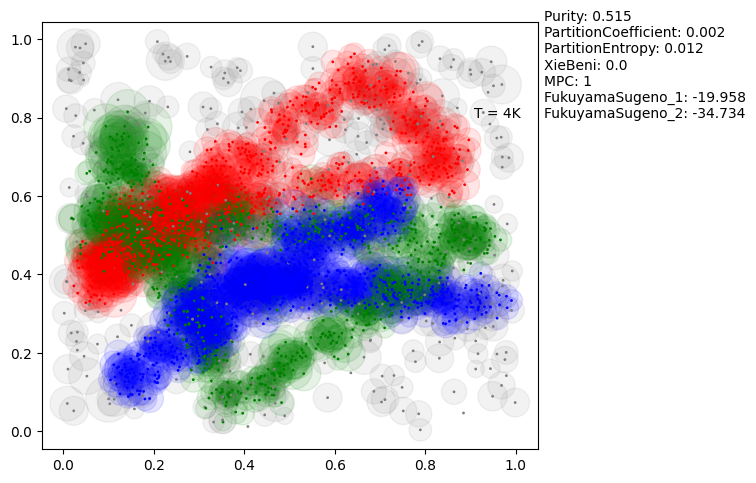 Purity: 0.515
PartitionCoefficient: 0.002
PartitionEntropy: 0.012
XieBeni: 0.0
MPC: 1
FukuyamaSugeno_1: -19.958
FukuyamaSugeno_2: -34.734
T = 4K
1.0
0.8
0.6
0.4
0.2
0.0
0.0 0.2 0.4 0.6 0.8 1.0